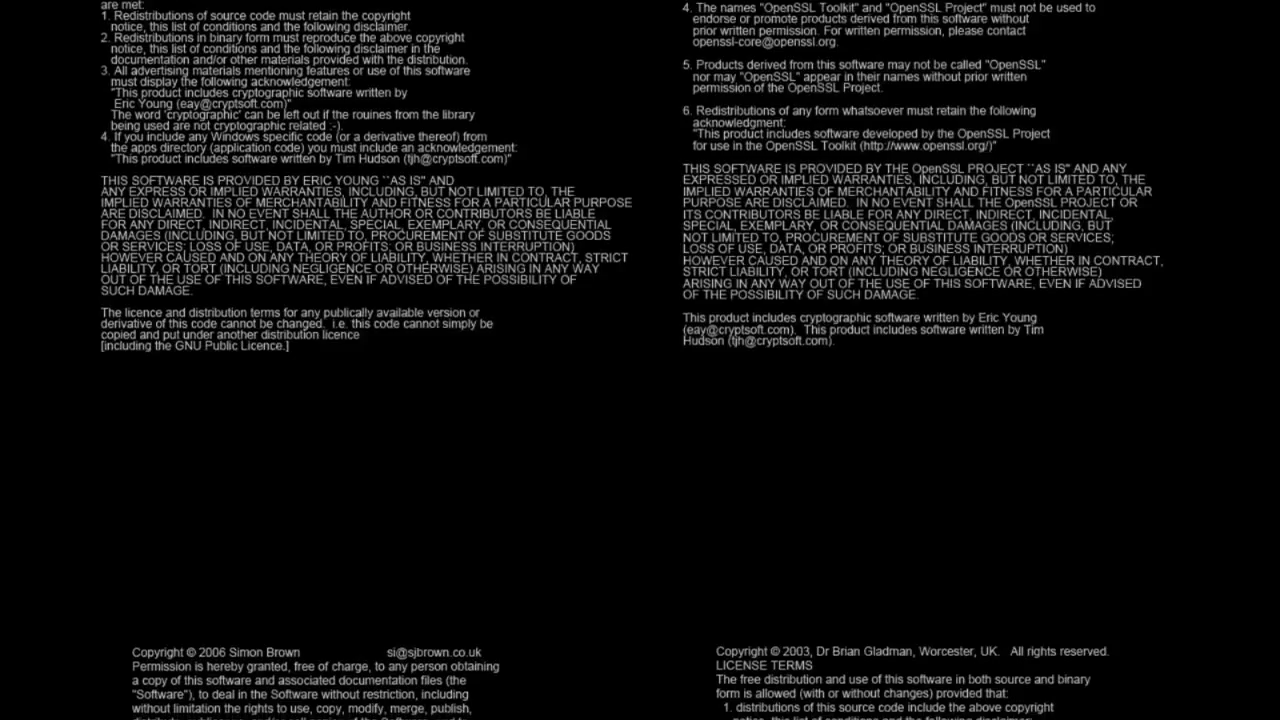 are met:
1. Redistributions of source code must retain the copyright
notice, this list of conditions and the following disclaimer.
2. Redistributions in binary form must reproduce the above copyright
notice, this list of conditions and the following disclaimer in the
documentation and/or other materials provided with the distribution.
3. All advertising materials mentioning features or use of this software
must display the following acknowledgement:
"This product includes cryptographic software written by
Eric Young (eay@cryptsoft.com)"
The word 'cryptographic' can be left out if the rouines from the library
being used are not cryptographic related :-).
4. If you include any Windows specific code (or a derivative thereof) from
the apps directory (application code) you must include an acknowledgement:
"This product includes software written by Tim Hudson (tjh@cryptsoft.com)"
THIS SOFTWARE IS PROVIDED BY ERIC YOUNG ``AS IS'' AND
ANY EXPRESS OR IMPLIED WARRANTIES, INCLUDING, BUT NOT LIMITED TO, THE
IMPLIED WARRANTIES OF MERCHANTABILITY AND FITNESS FOR A PARTICULAR PURPOSE
ARE DISCLAIMED.  IN NO EVENT SHALL THE AUTHOR OR CONTRIBUTORS BE LIABLE
FOR ANY DIRECT, INDIRECT, INCIDENTAL, SPECIAL, EXEMPLARY, OR CONSEQUENTIAL
DAMAGES (INCLUDING, BUT NOT LIMITED TO, PROCUREMENT OF SUBSTITUTE GOODS
OR SERVICES; LOSS OF USE, DATA, OR PROFITS; OR BUSINESS INTERRUPTION)
HOWEVER CAUSED AND ON ANY THEORY OF LIABILITY, WHETHER IN CONTRACT, STRICT
LIABILITY, OR TORT (INCLUDING NEGLIGENCE OR OTHERWISE) ARISING IN ANY WAY
OUT OF THE USE OF THIS SOFTWARE, EVEN IF ADVISED OF THE POSSIBILITY OF
SUCH DAMAGE.
The licence and distribution terms for any publically available version or
derivative of this code cannot be changed.  i.e. this code cannot simply be
copied and put under another distribution licence
[including the GNU Public Licence.]
4. The names "OpenSSL Toolkit" and "OpenSSL Project" must not be used to
endorse or promote products derived from this software without
prior written permission. For written permission, please contact
openssl-core@openssl.org.
5. Products derived from this software may not be called "OpenSSL"
nor may "OpenSSL" appear in their names without prior written
permission of the OpenSSL Project.
6. Redistributions of any form whatsoever must retain the following
acknowledgment:
"This product includes software developed by the OpenSSL Project
for use in the OpenSSL Toolkit (http://www.openssl.org/)"
THIS SOFTWARE IS PROVIDED BY THE OpenSSL PROJECT ``AS IS'' AND ANY
EXPRESSED OR IMPLIED WARRANTIES, INCLUDING, BUT NOT LIMITED TO, THE
IMPLIED WARRANTIES OF MERCHANTABILITY AND FITNESS FOR A PARTICULAR
PURPOSE ARE DISCLAIMED.  IN NO EVENT SHALL THE OpenSSL PROJECT OR
ITS CONTRIBUTORS BE LIABLE FOR ANY DIRECT, INDIRECT, INCIDENTAL,
SPECIAL, EXEMPLARY, OR CONSEQUENTIAL DAMAGES (INCLUDING, BUT
NOT LIMITED TO, PROCUREMENT OF SUBSTITUTE GOODS OR SERVICES;
LOSS OF USE, DATA, OR PROFITS; OR BUSINESS INTERRUPTION)
HOWEVER CAUSED AND ON ANY THEORY OF LIABILITY, WHETHER IN CONTRACT,
STRICT LIABILITY, OR TORT (INCLUDING NEGLIGENCE OR OTHERWISE)
ARISING IN ANY WAY OUT OF THE USE OF THIS SOFTWARE, EVEN IF ADVISED
OF THE POSSIBILITY OF SUCH DAMAGE.
This product includes cryptographic software written by Eric Young
(eay@cryptsoft.com).  This product includes software written by Tim
Hudson (tjh@cryptsoft.com).
Copyright © 2006 Simon Brown si@sjbrown.co.uk
Permission is hereby granted, free of charge, to any person obtaining
a copy of this software and associated documentation files (the
"Software"), to deal in the Software without restriction, including
without limitation the rights to use, copy, modify, merge, publish,
Copyright © 2003, Dr Brian Gladman, Worcester, UK.   All rights reserved.
LICENSE TERMS
The free distribution and use of this software in both source and binary
form is allowed (with or without changes) provided that:
1. distributions of this source code include the above copyright